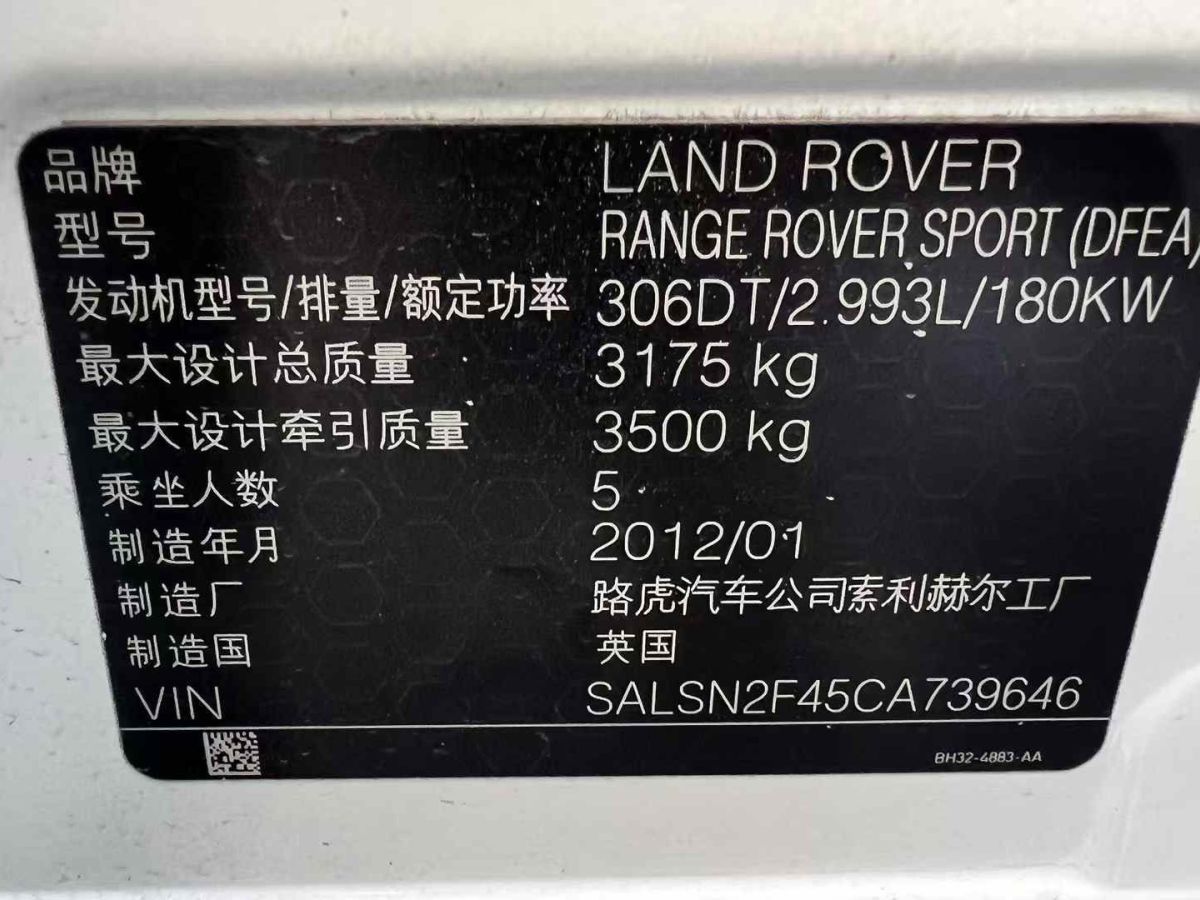 品牌 LAND ROVER
型号 RANGE ROVER SPORT (DFEA)
发动机型号/排量/额定功率 306DT/2.993L/180KW
最大设计总质量 3175 kg
最大设计牵引质量 3500 kg
乘坐人数 5
制造年月 2012/01
制造厂 路虎汽车公司索利赫尔工厂
制造国 英国
VIN SALSN2F45CA739646
BH32-4883-AA